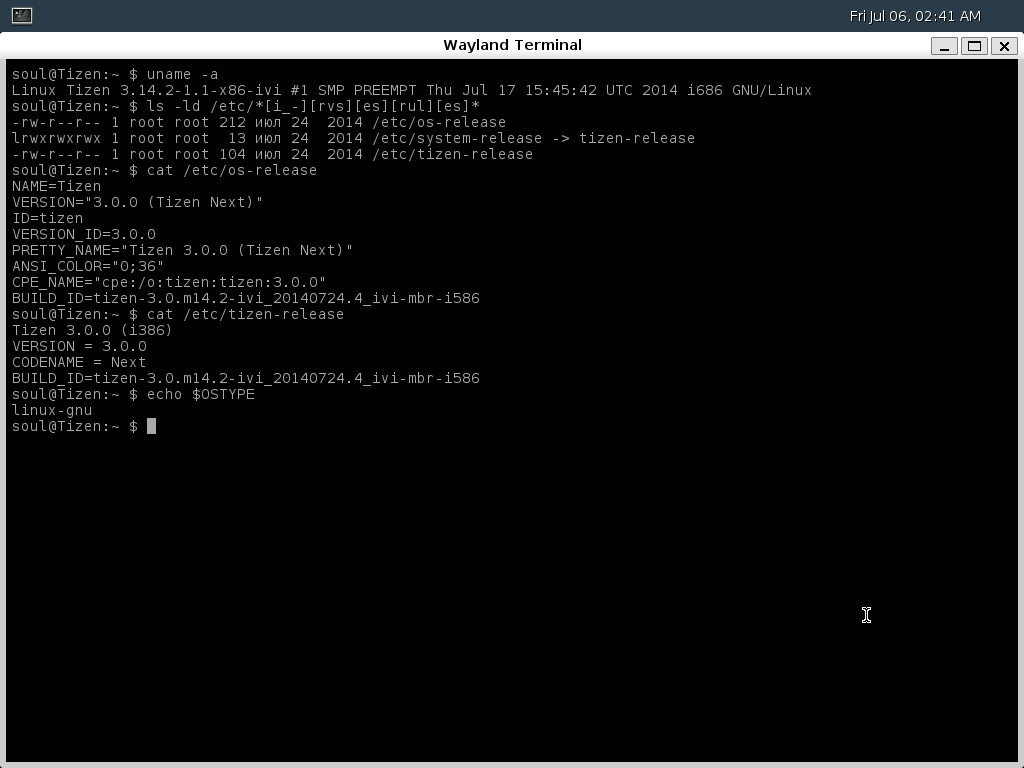 Fri Jul 06, 02:41 AM
Wayland Terminal
soul@Tizen:~ $ uname -a
Linux Tizen 3.14.2-1.1-x86-ivi #1 SMP PREEMPT Thu Jul 17 15:45:42 UTC 2014 i686 GNU/Linux
soul@Tizen:~ $ ls -ld /etc/*[i_-][rvs][es][rul][es]*
-rw-r--r-- 1 root root 212 июл 24  2014 /etc/os-release
lrwxrwxrwx 1 root root  13 июл 24  2014 /etc/system-release -> tizen-release
-rw-r--r-- 1 root root 104 июл 24  2014 /etc/tizen-release
soul@Tizen:~ $ cat /etc/os-release
NAME=Tizen
VERSION="3.0.0 (Tizen Next)"
ID=tizen
VERSION_ID=3.0.0
PRETTY_NAME="Tizen 3.0.0 (Tizen Next)"
ANSI_COLOR="0;36"
CPE_NAME="cpe:/o:tizen:tizen:3.0.0"
BUILD_ID=tizen-3.0.m14.2-ivi_20140724.4_ivi-mbr-i586
soul@Tizen:~ $ cat /etc/tizen-release
Tizen 3.0.0 (i386)
VERSION = 3.0.0
CODENAME = Next
BUILD_ID=tizen-3.0.m14.2-ivi_20140724.4_ivi-mbr-i586
soul@Tizen:~ $ echo $OSTYPE
linux-gnu
soul@Tizen:~ $